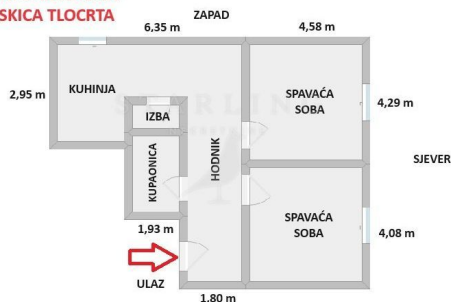 SKICA TLOCRTA
ZAPAD
6,35 m
4,58 m
2,95 m
KUHINJA
SPAVAĆA
SOBA
4,29 m
IZBA
KUPAONICA
HODNIK
SJEVER
SPAVAĆA
SOBA
1,93 m
4,08 m
ULAZ
1,80 m